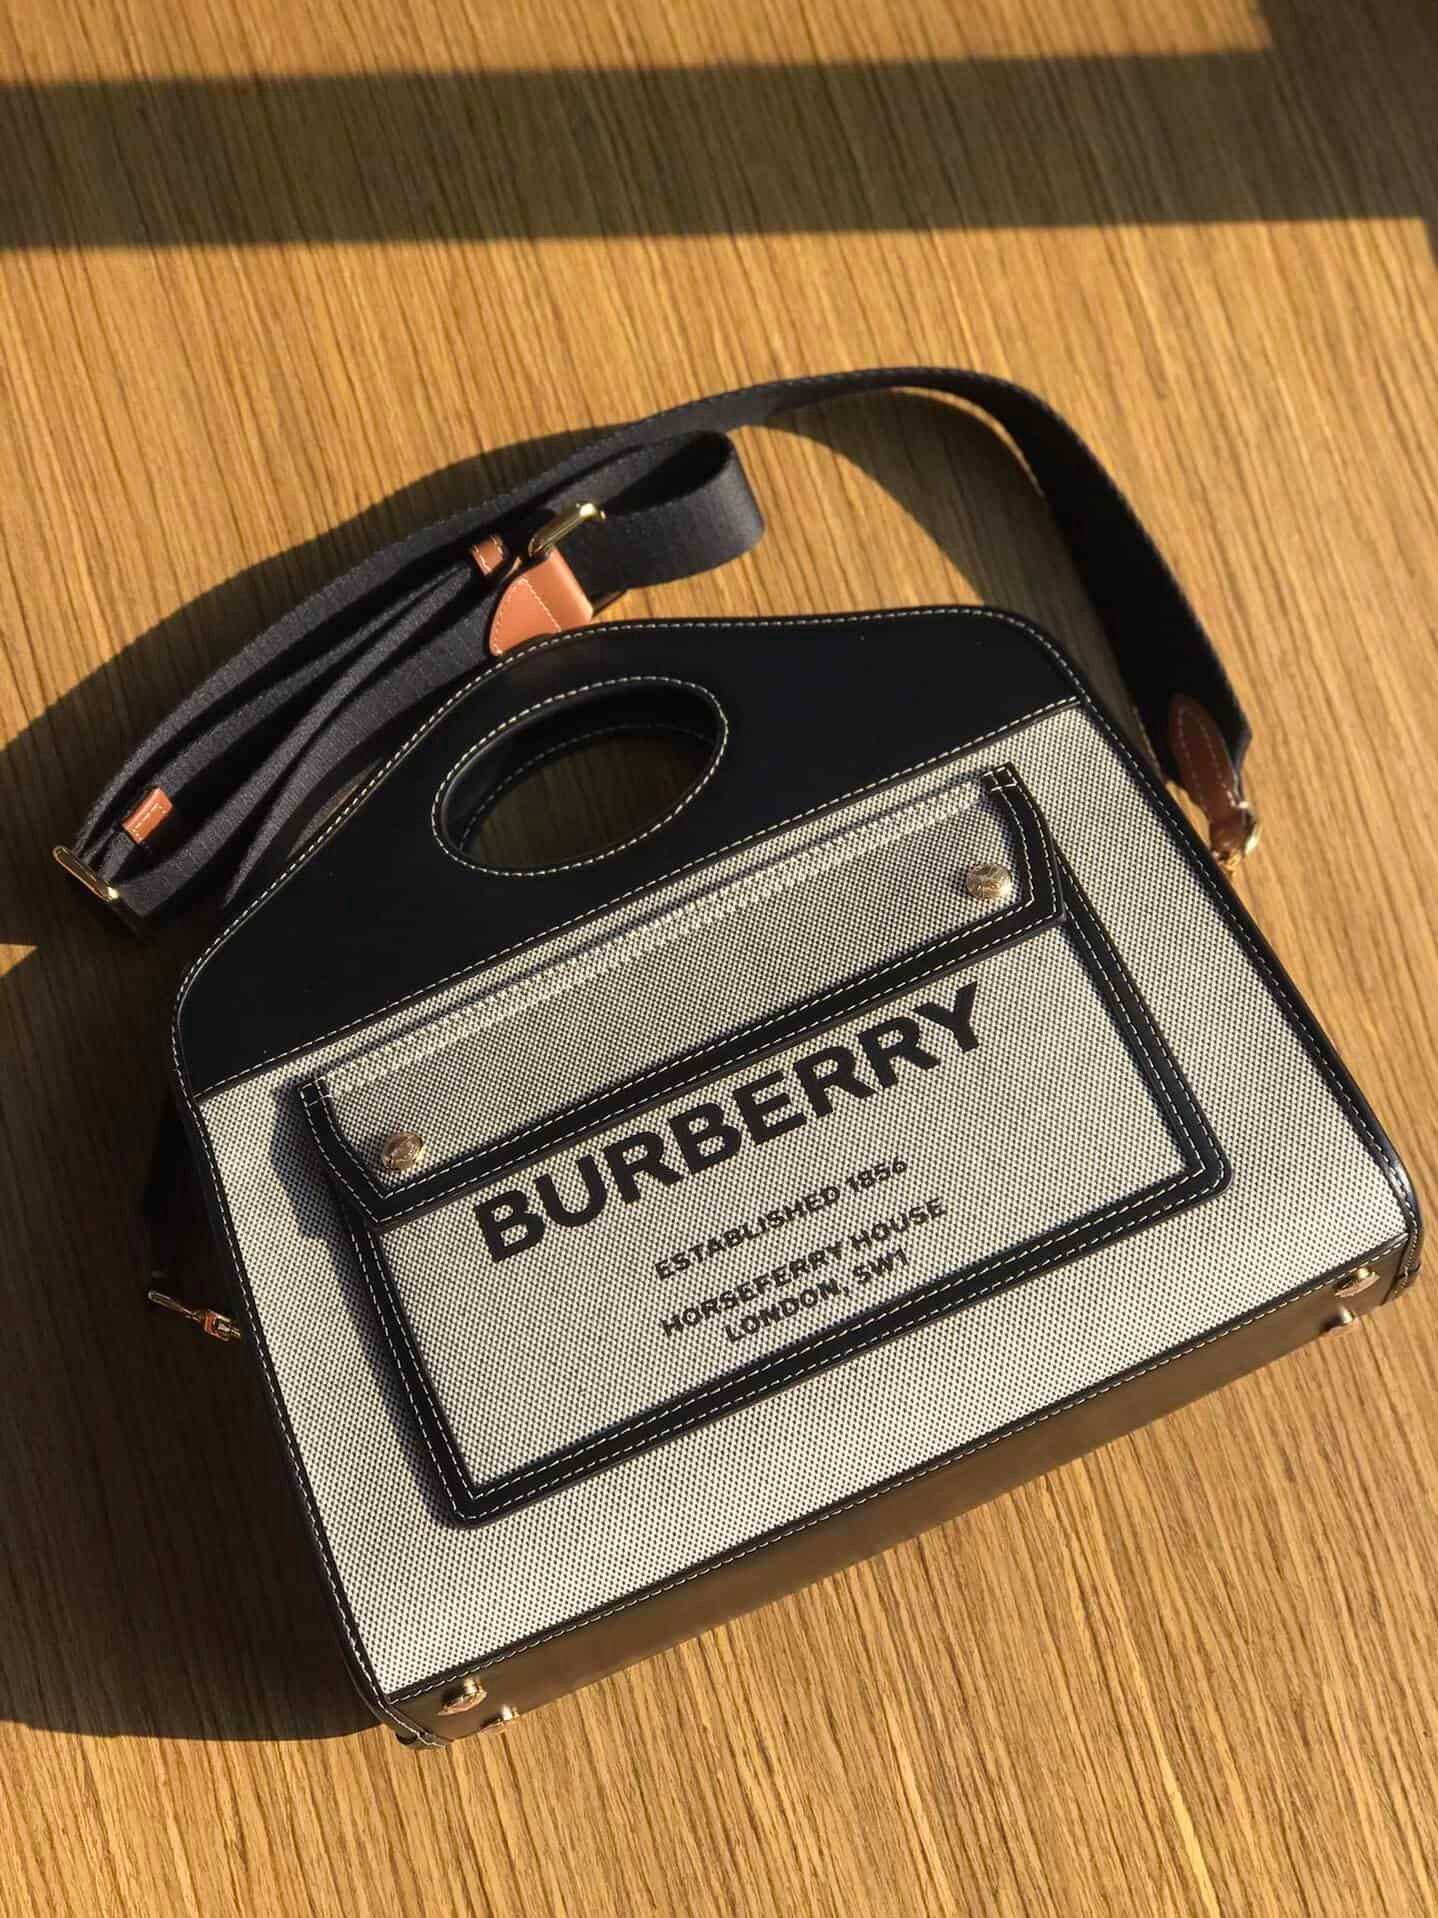 BURBERRY
ESTABLISHED 1856
HORSEFERRY HOUSE
LONDON, SW1